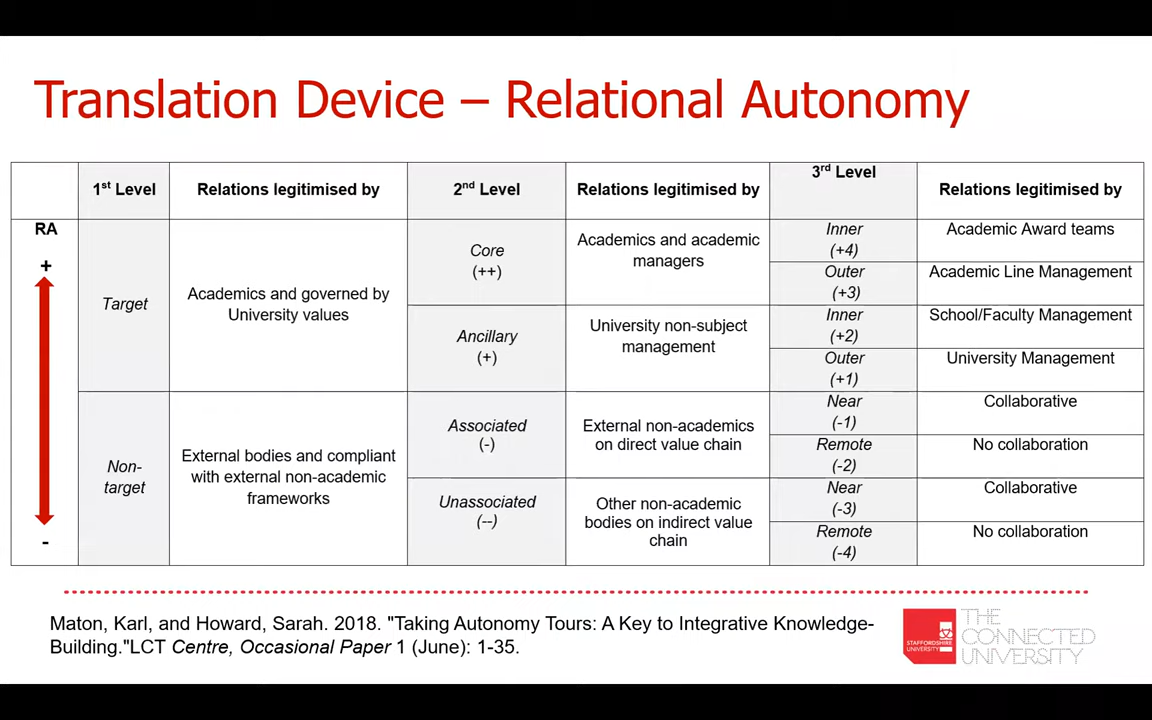 Translation Device – Relational Autonomy
1st Level
Relations legitimised by
2nd Level
Relations legitimised by
3rd Level
Relations legitimised by
RA
+
-
Target
Academics and governed by
University values
Core
(++)
Academics and academic
managers
Inner
(+4)
Academic Award teams
Outer
(+3)
Academic Line Management
Ancillary
(+)
University non-subject
management
Inner
(+2)
School/Faculty Management
Outer
(+1)
University Management
Non-
target
External bodies and compliant
with external non-academic
frameworks
Associated
(-)
External non-academics
on direct value chain
Near
(-1)
Collaborative
Remote
(-2)
No collaboration
Unassociated
(--)
Other non-academic
bodies on indirect value
chain
Near
(-3)
Collaborative
Remote
(-4)
No collaboration
Maton, Karl, and Howard, Sarah. 2018. "Taking Autonomy Tours: A Key to Integrative Knowledge-
Building."LCT Centre, Occasional Paper 1 (June): 1-35.
STAFFORDSHIRE
UNIVERSITY
THE
CONNECTED
UNIVERSITY